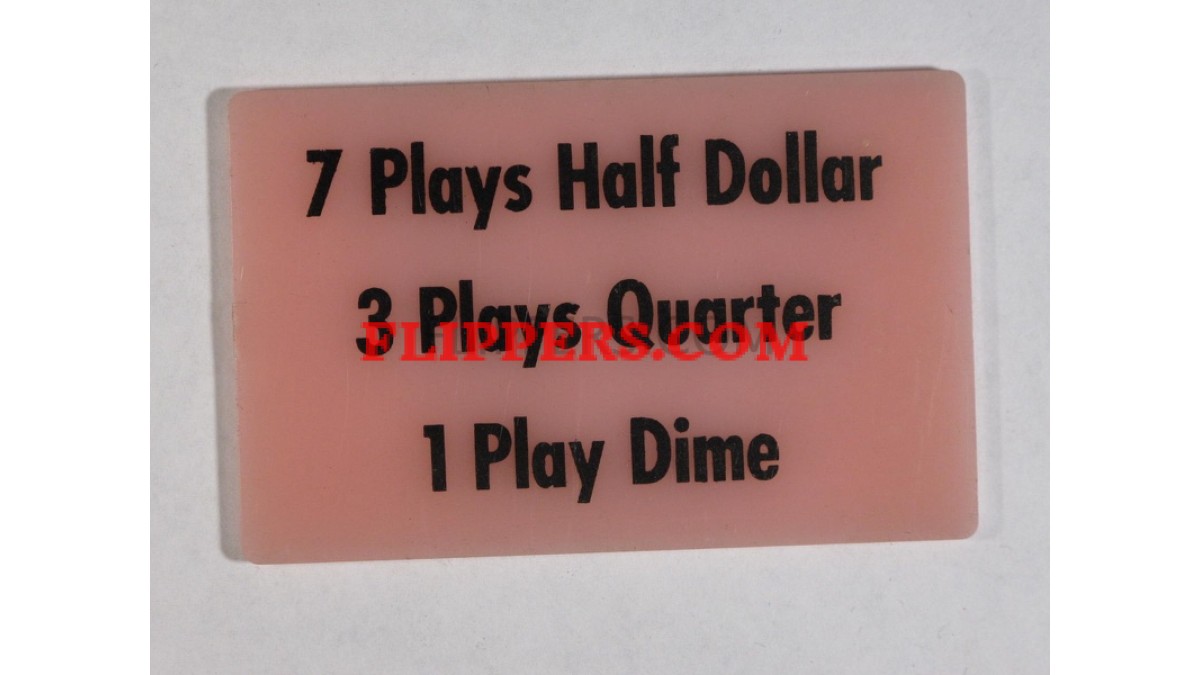 7 Plays Half Dollar
3 Plays Quarter
FLIPPERS.COM
1 Play Dime